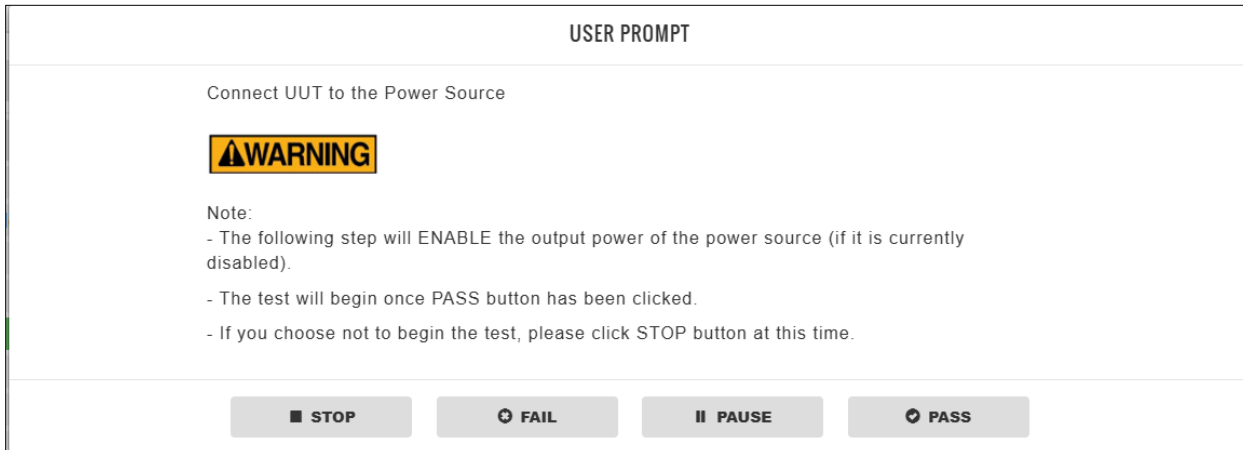 USER PROMPT
Connect UUT to the Power Source
WARNING
Note:
- The following step will ENABLE the output power of the power source (if it is currently
disabled).
- The test will begin once PASS button has been clicked.
- If you choose not to begin the test, please click STOP button at this time.
STOP FAIL PAUSE PASS